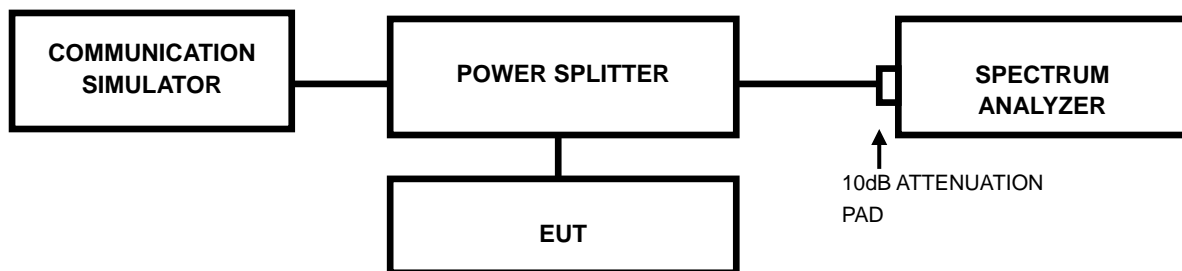 COMMUNICATION
SIMULATOR
POWER SPLITTER
SPECTRUM
ANALYZER
10dB ATTENUATION
PAD
EUT